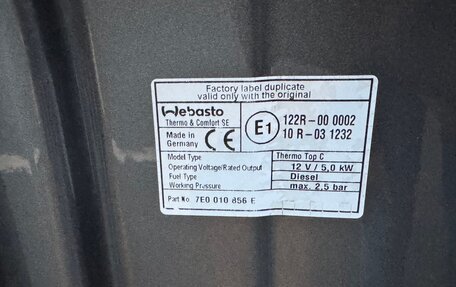 Factory label duplicate
valid only with the original
Webasto
Thermo & Comfort SE
Made in
Germany
CE
E1
122R-00 0002
10 R-03 1232
Model Type Thermo Top C
Operating Voltage/Rated Output 12 V / 5,0 kW
Fuel Type Diesel
Working Pressure max. 2,5 bar
Part No. 7E0 010 856 E